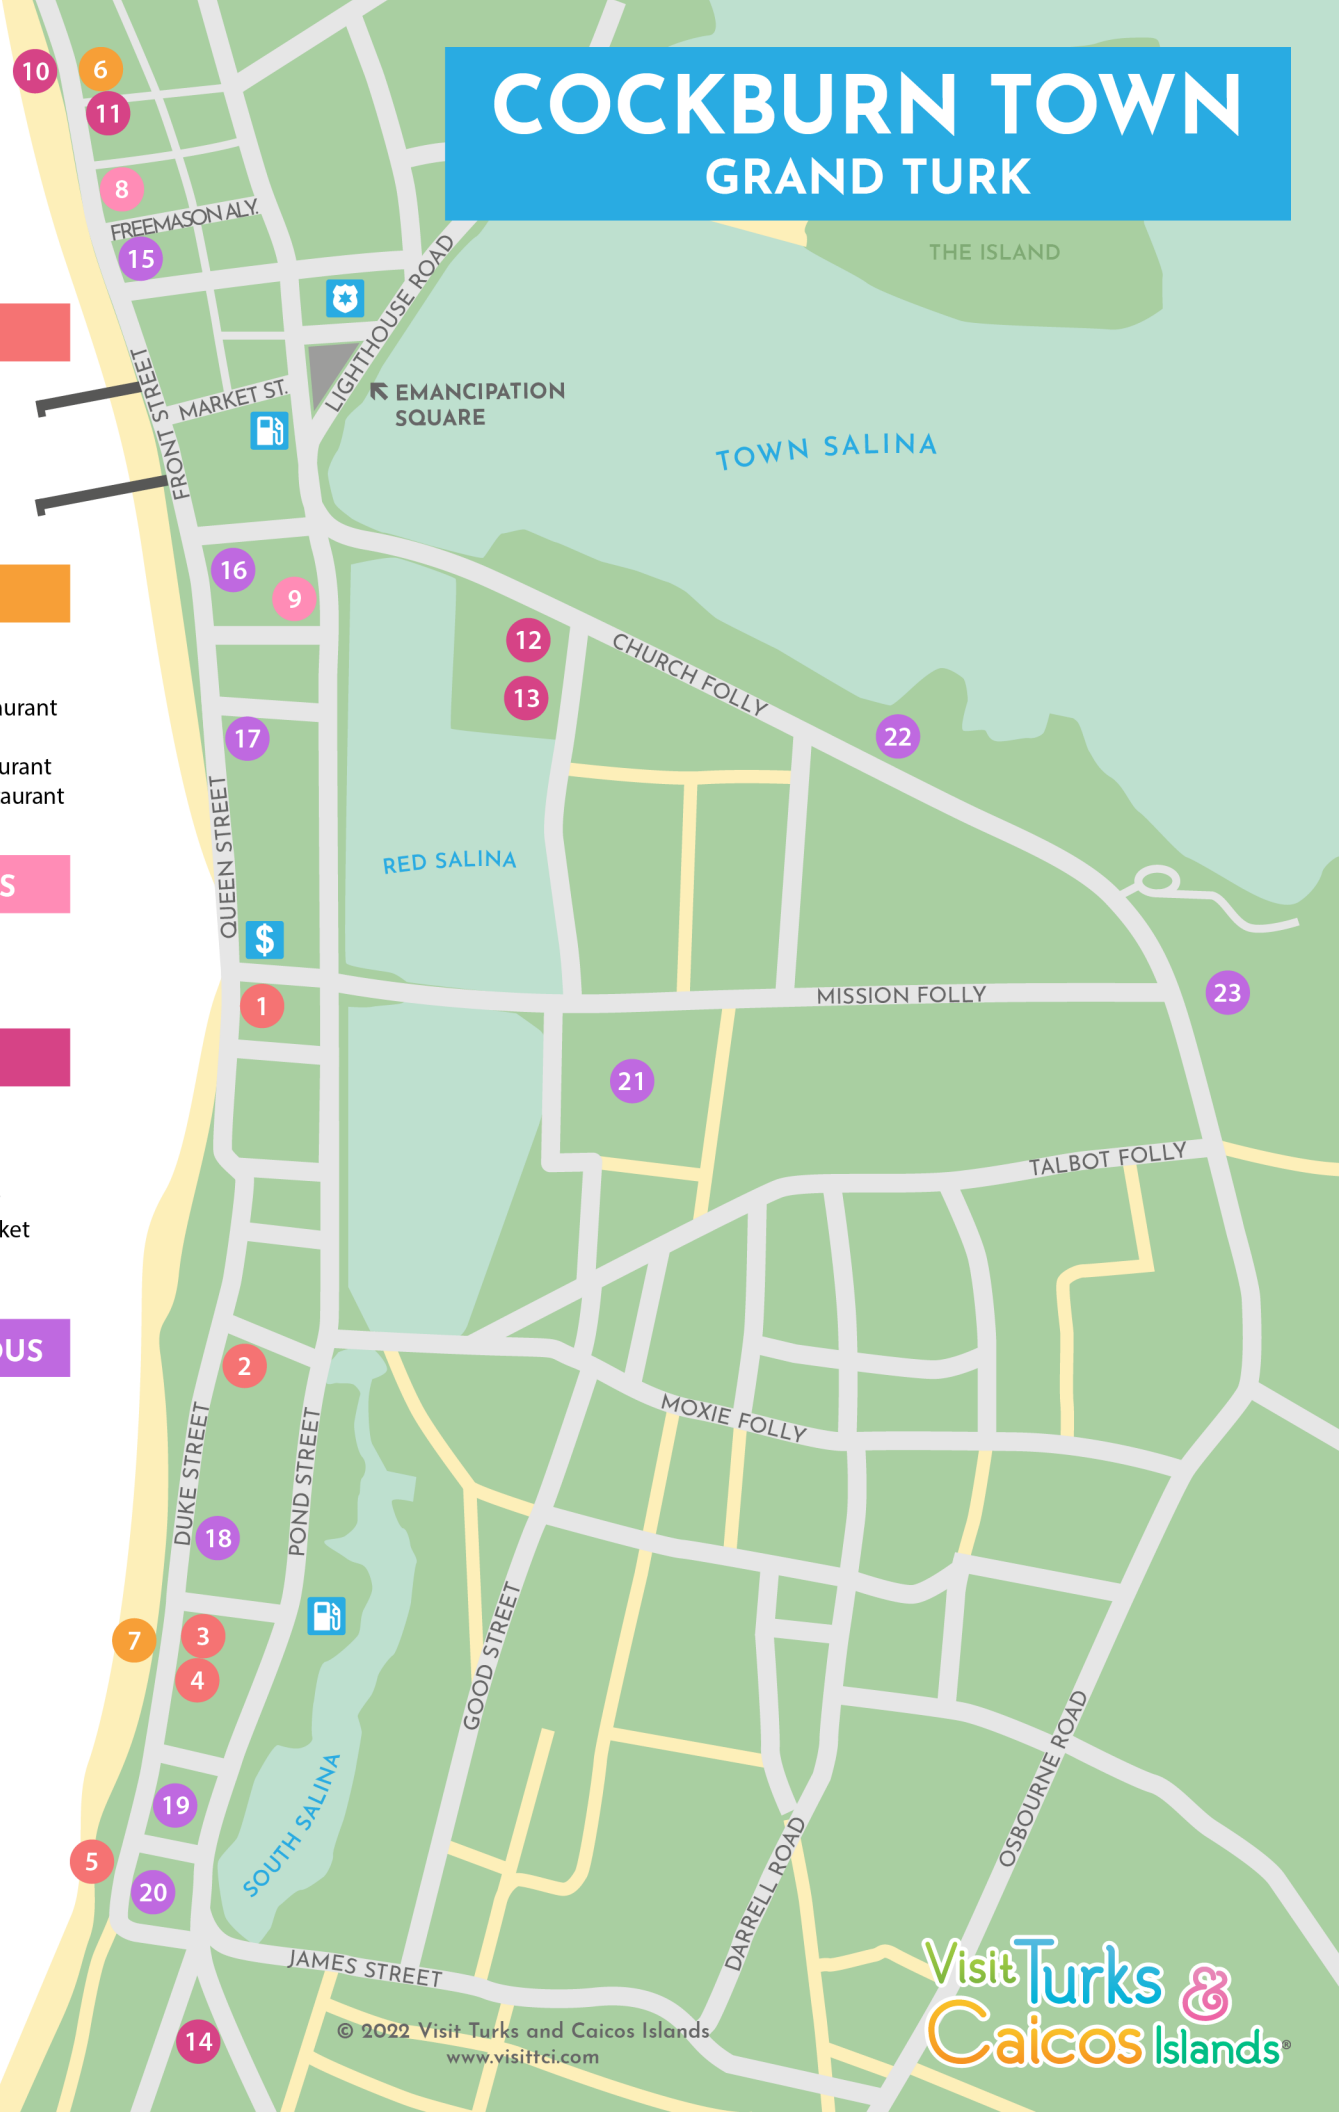 COCKBURN TOWN
GRAND TURK
10
6
11
8
FREEMASON ALY.
15
THE ISLAND
LIGHTHOUSE ROAD
FRONT STREET
MARKET ST.
EMANCIPATION
SQUARE
TOWN SALINA
16
9
12
13
CHURCH FOLLY
22
17
urant
urant
aurant
QUEEN STREET
RED SALINA
S
$
1
MISSION FOLLY
23
21
TALBOT FOLLY
ket
OUS
2
MOXIE FOLLY
DUKE STREET
POND STREET
18
7
3
4
GOOD STREET
OSBOURNE ROAD
19
SOUTH SALINA
5
20
DARRELL ROAD
JAMES STREET
14
© 2022 Visit Turks and Caicos Islands
www.visittci.com
Visit Turks &
Caicos Islands®